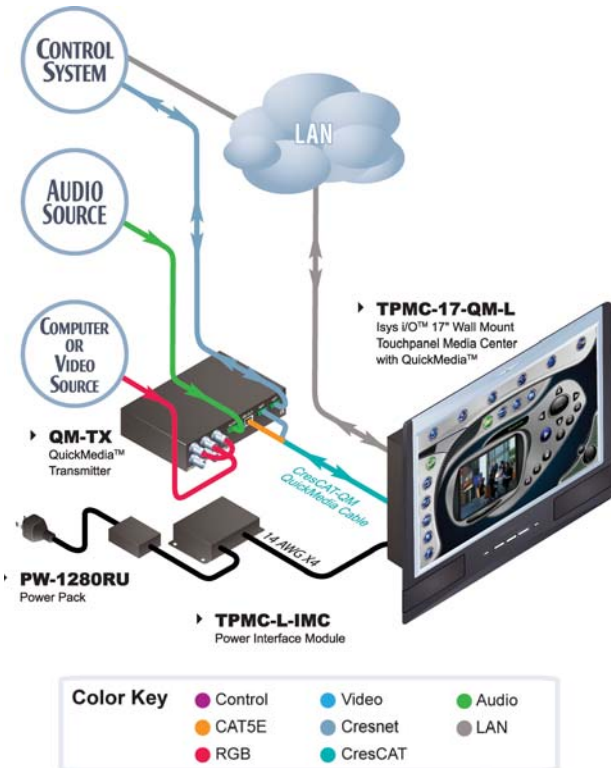 CONTROL
SYSTEM
LAN
AUDIO
SOURCE
COMPUTER
OR
VIDEO
SOURCE
TPMC-17-QM-L
Isys i/O™ 17" Wall Mount
Touchpanel Media Center
with QuickMedia™
QM-TX
QuickMedia™
Transmitter
CresCAT-QM
QuickMedia Cable
14 AWG X4
PW-1280RU
Power Pack
TPMC-L-IMC
Power Interface Module
Color Key
Control
Video
Audio
CAT5E
Cresnet
LAN
RGB
CresCAT